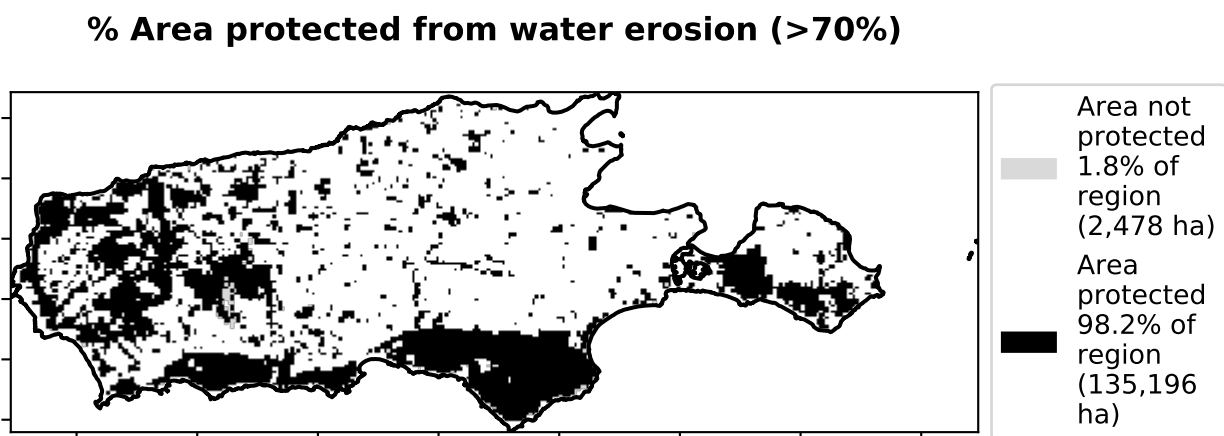 % Area protected from water erosion (>70%)
Area not
protected
1.8% of
region
(2,478 ha)
Area
protected
98.2% of
region
(135,196
ha)